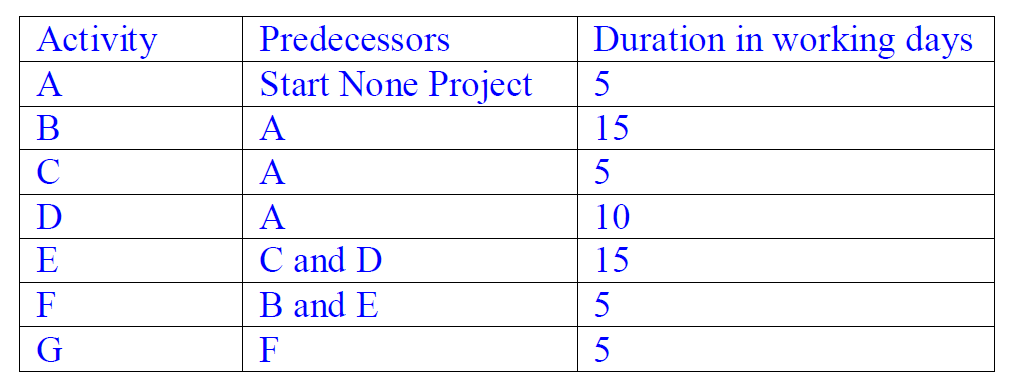 Activity Predecessors Duration in working days
A Start None Project 5
B A 15
C A 5
D A 10
E C and D 15
F B and E 5
G F 5